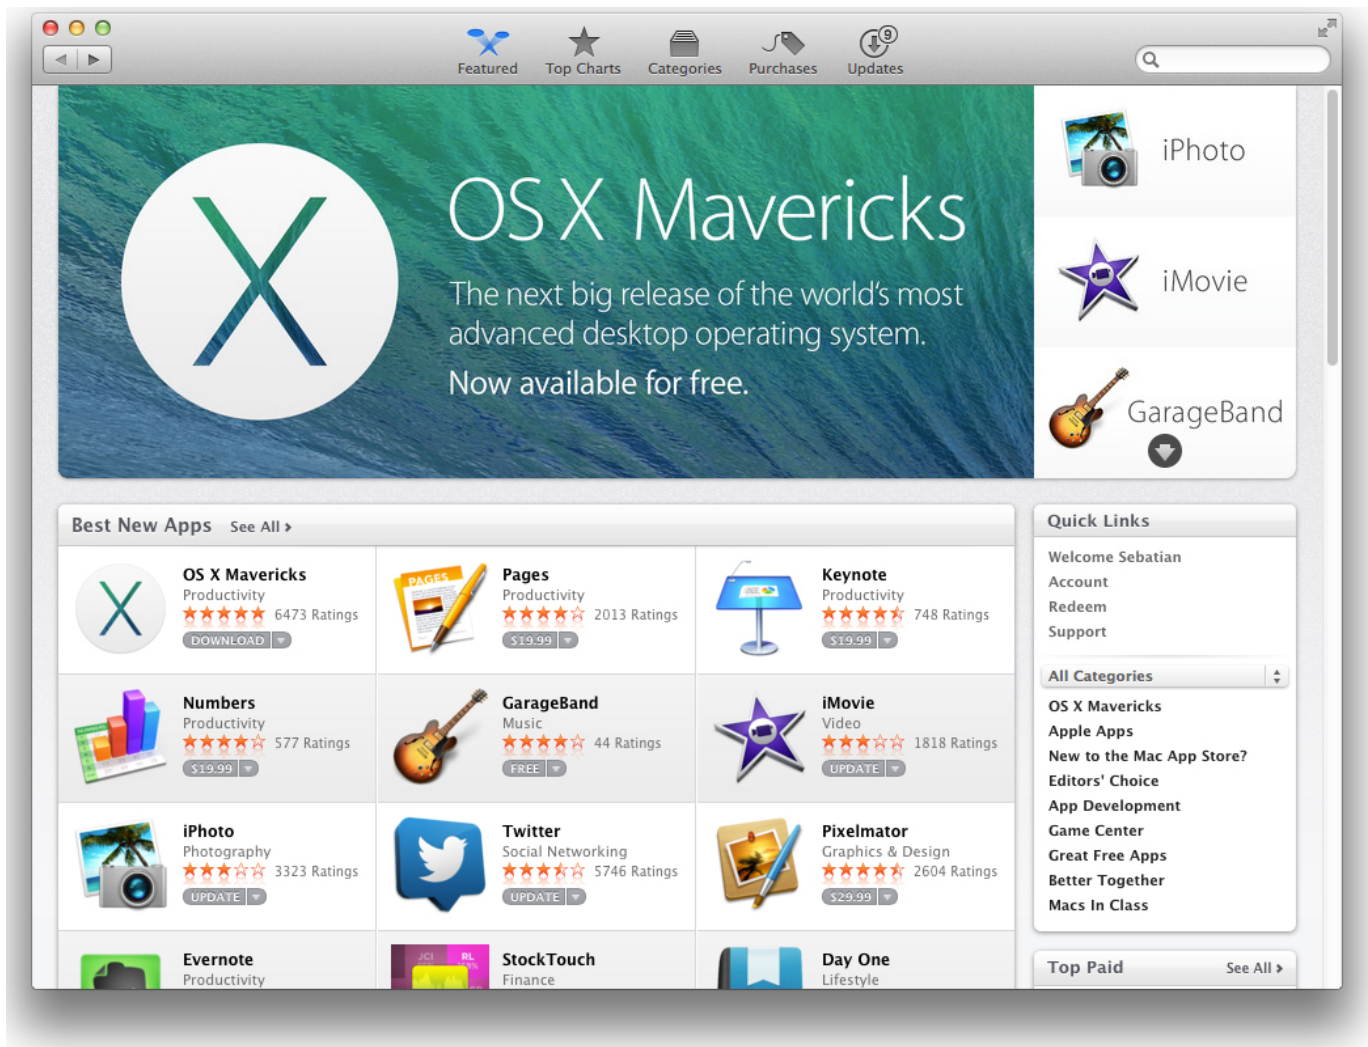 Featured
Top Charts
Categories
Purchases
9
Updates
OS X Mavericks
The next big release of the world's most
advanced desktop operating system.
Now available for free.
iPhoto
iMovie
GarageBand
Best New Apps See All ›
OS X Mavericks
Productivity
6473 Ratings
DOWNLOAD
PAGES
Pages
Productivity
2013 Ratings
$19.99
Keynote
Productivity
748 Ratings
$19.99
Numbers
Productivity
577 Ratings
$19.99
GarageBand
Music
44 Ratings
FREE
iMovie
Video
1818 Ratings
UPDATE
iPhoto
Photography
3323 Ratings
UPDATE
Twitter
Social Networking
5746 Ratings
UPDATE
Pixelmator
Graphics & Design
2604 Ratings
$29.99
Evernote
Productivity
JCI
RL
StockTouch
Finance
Day One
Lifestyle
Quick Links
Welcome Sebatian
Account
Redeem
Support
All Categories
OS X Mavericks
Apple Apps
New to the Mac App Store?
Editors' Choice
App Development
Game Center
Great Free Apps
Better Together
Macs In Class
Top Paid
See All ›